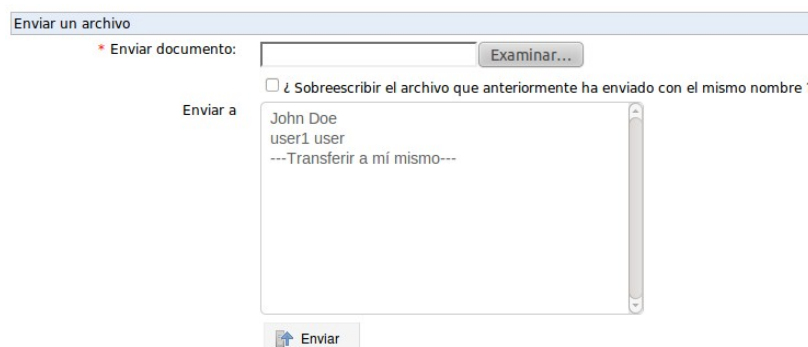 Enviar un archivo
* Enviar documento: Examinar...
¿ Sobreescribir el archivo que anteriormente ha enviado con el mismo nombre ?
Enviar a
John Doe
user1 user
---Transferir a mí mismo---
Enviar